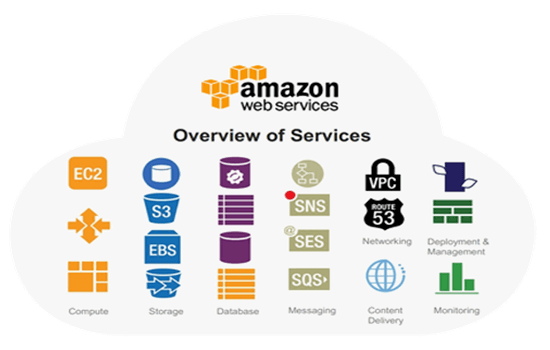 amazon
web services
Overview of Services
EC2
VPC
S3
SNS
ROUTE
53
EBS
@
SES
Networking
Deployment &
Management
SQS
Compute
Storage
Database
Messaging
Content
Delivery
Monitoring